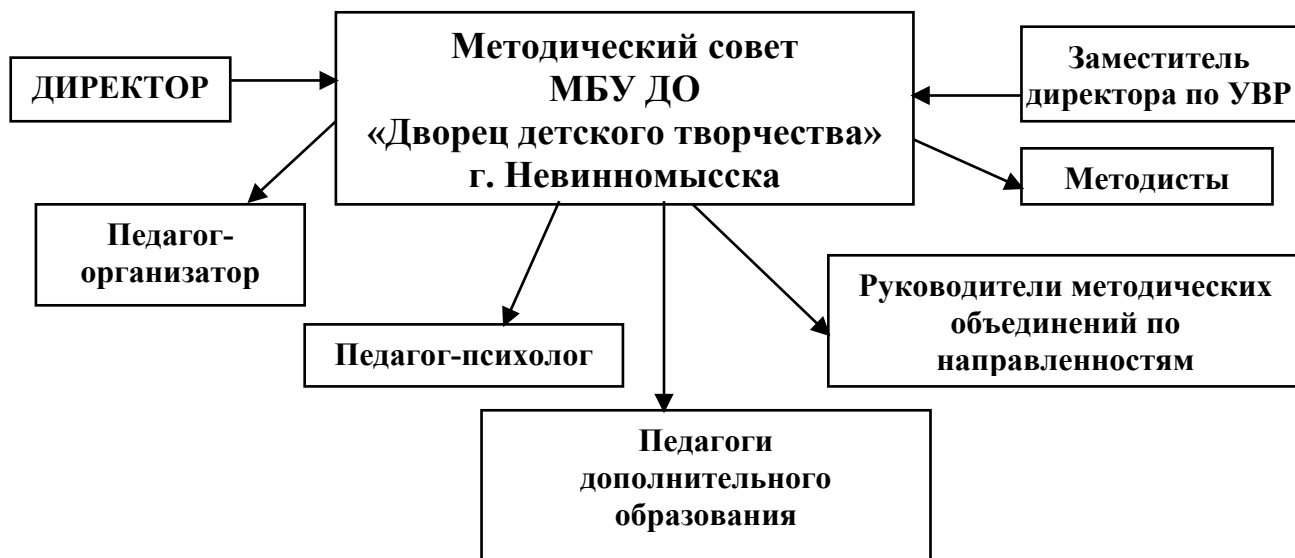 Методический совет
МБУ ДО
«Дворец детского творчества»
г. Невинномысска
ДИРЕКТОР
Заместитель
директора по УВР
Методисты
Педагог-
организатор
Руководители методических
объединений по
направленностям
Педагог-психолог
Педагоги
дополнительного
образования